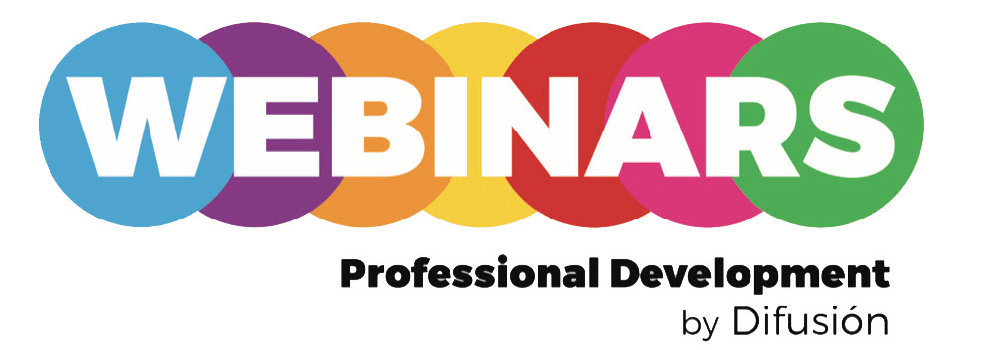 WEBINARS
Professional Development
by Difusión